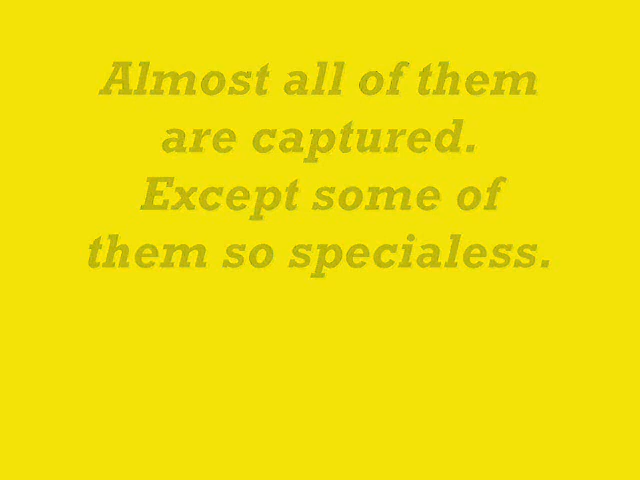 Almost all of them
are captured.
Except some of
them so specialess.